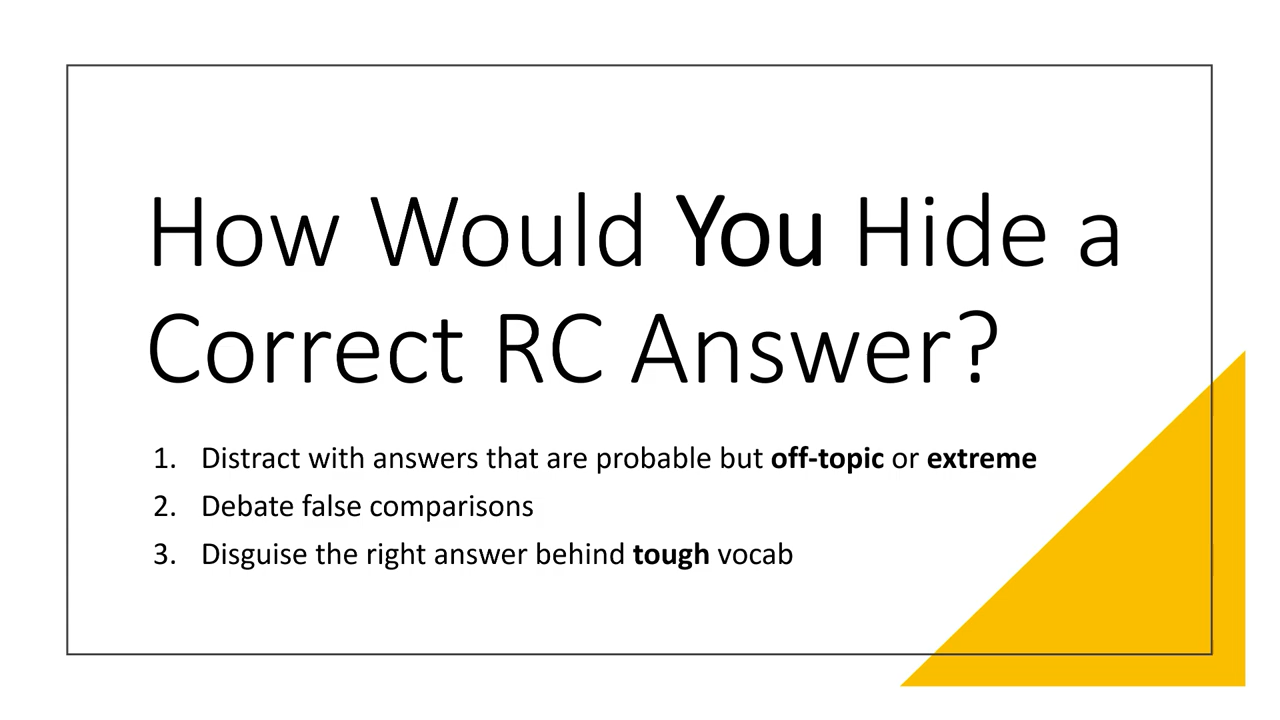 How Would You Hide a
Correct RC Answer?
1. Distract with answers that are probable but off-topic or extreme
2. Debate false comparisons
3. Disguise the right answer behind tough vocab